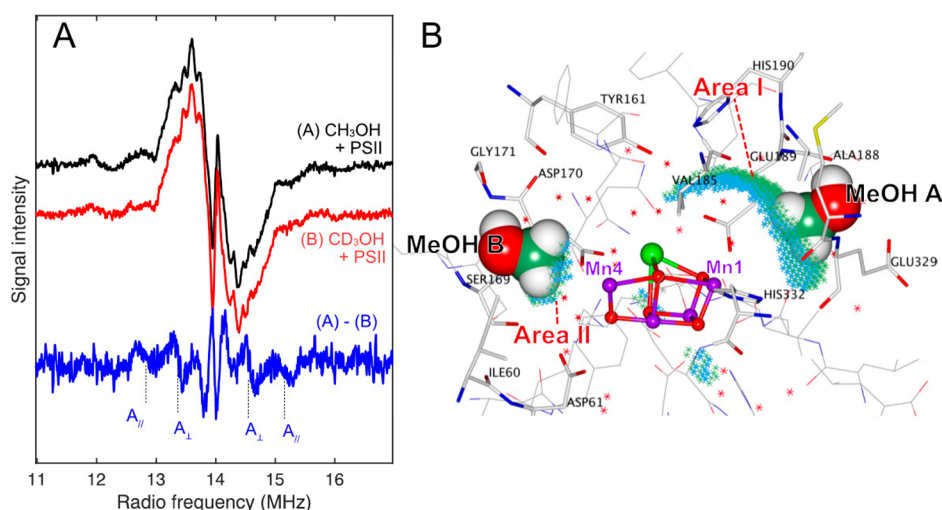 A
(A) CH₃OH
+ PSII
(B) CD₃OH
+ PSII
(A) - (B)
A//
A⊥
A⊥
A//
Signal intensity
11 12 13 14 15 16
Radio frequency (MHz)
B
HIS190
Area I
TYR161
GLY171
ASP170
GLU189
ALA188
VAL185
MeOH A
MeOH B
Mn4
Mn1
GLU329
SER169
HIS332
Area II
ILE60
ASP61